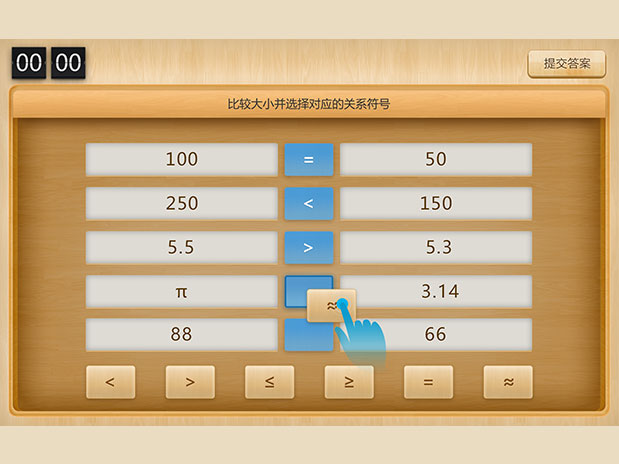 00 00
提交答案
比较大小并选择对应的关系符号
100 = 50
250 < 150
5.5 > 5.3
π ≈ 3.14
88 66
< > ≤ ≥ = ≈